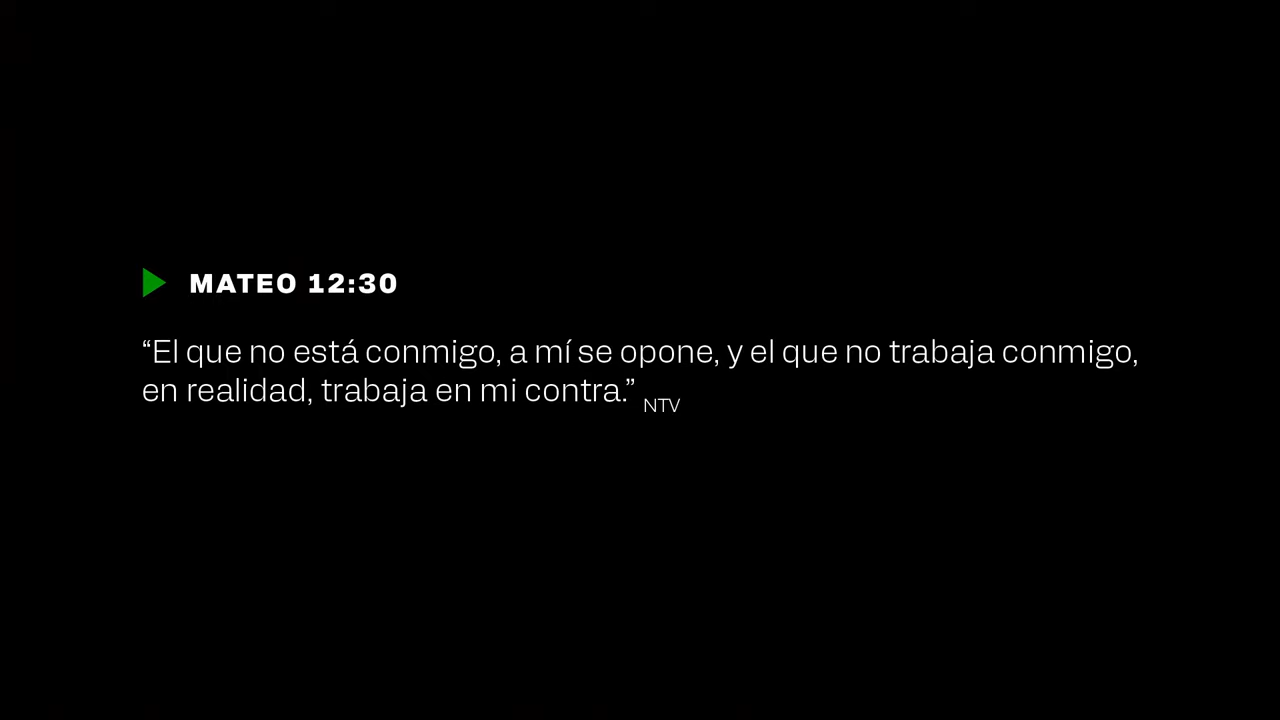 MATEO 12:30
“El que no está conmigo, a mí se opone, y el que no trabaja conmigo,
en realidad, trabaja en mi contra.” NTV